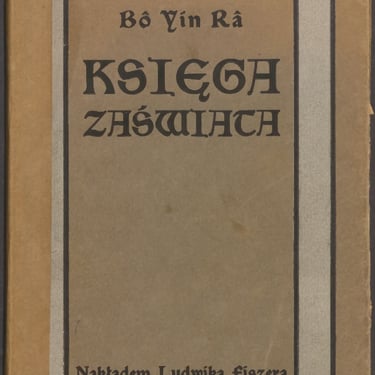 Bô Yin Râ
KSIĘGA
ZAŚWIATA
Nakładem Ludwika Fiszera